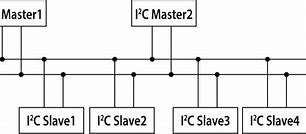 Master1
I²C Master2
I²C Slave1
I²C Slave2
I²C Slave3
I²C Slave4